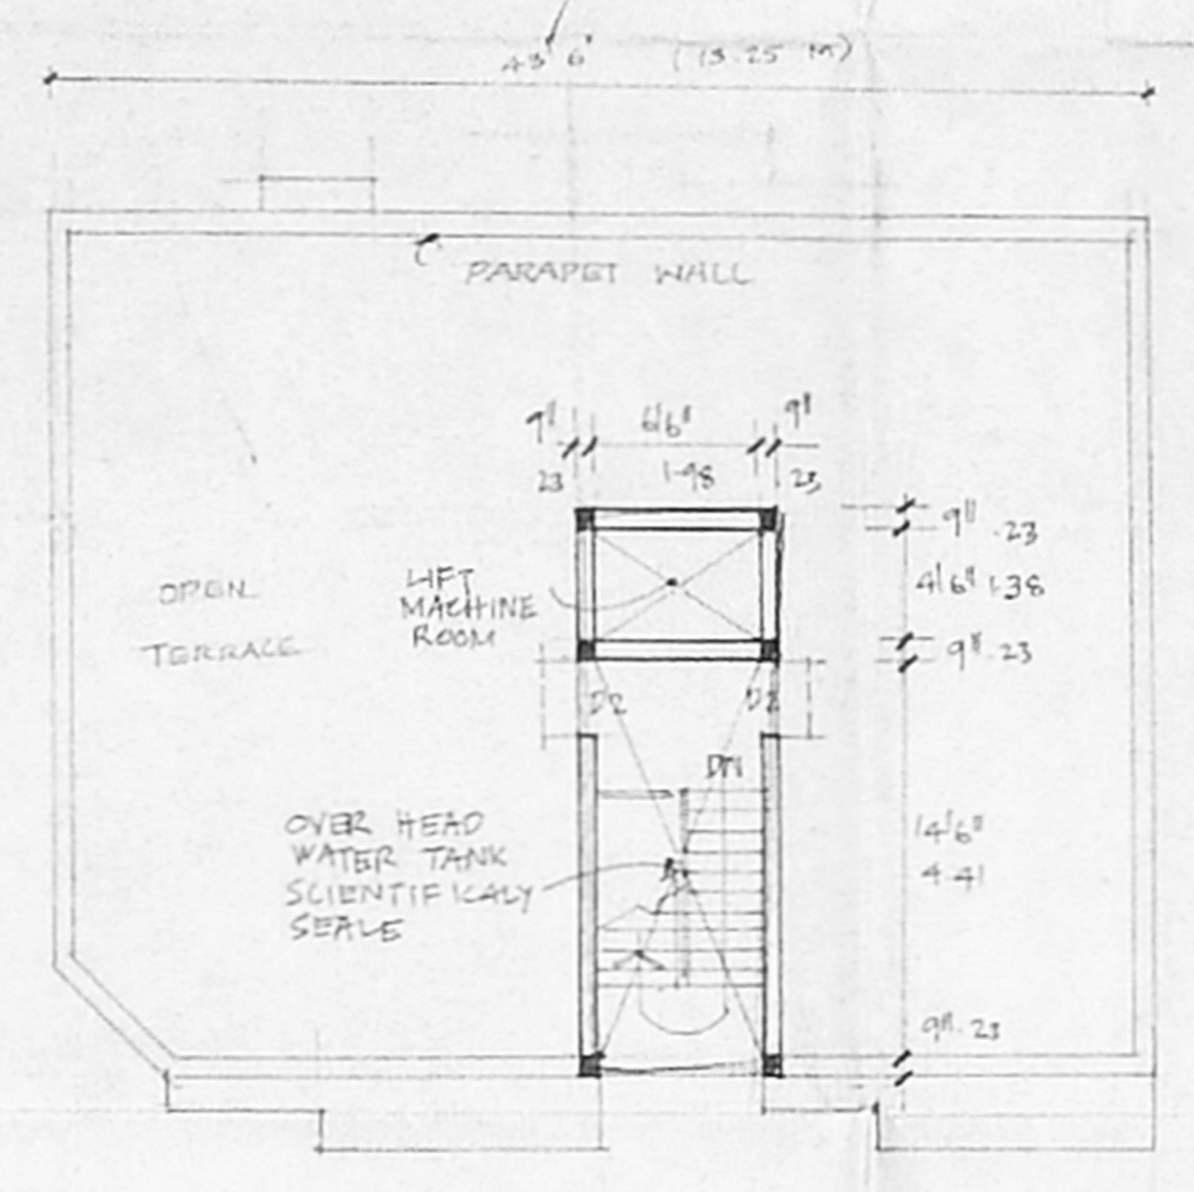 43' 6" (13.25 M)
PARAPET WALL
9" 6'6" 9"
23 1.98 23
9" .23
4'6" 1.38
9" .23
LIFT
MACHINE
ROOM
OPEN
TERRACE
D2 D2
DN
OVER HEAD
WATER TANK
SCIENTIFICALY
SEALE
14'6"
4.41
9" .23